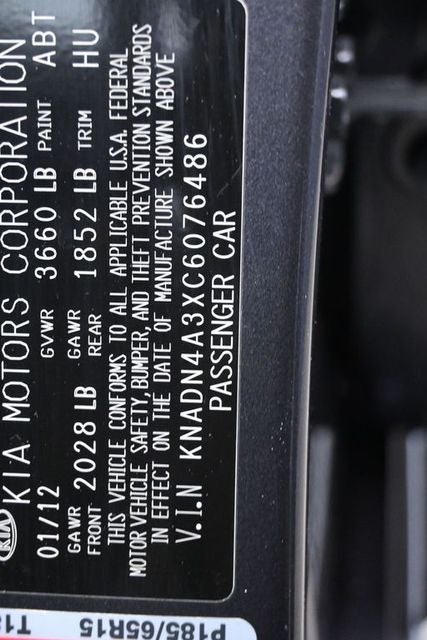 KIA KIA MOTORS CORPORATION
01/12 GVWR 3660 LB PAINT ABT
GAWR FRONT 2028 LB GAWR REAR 1852 LB TRIM HU
THIS VEHICLE CONFORMS TO ALL APPLICABLE U.S.A. FEDERAL
MOTOR VEHICLE SAFETY, BUMPER, AND THEFT PREVENTION STANDARDS
IN EFFECT ON THE DATE OF MANUFACTURE SHOWN ABOVE
V.I.N KNADN4A3XC6076486
PASSENGER CAR
P185/65R15